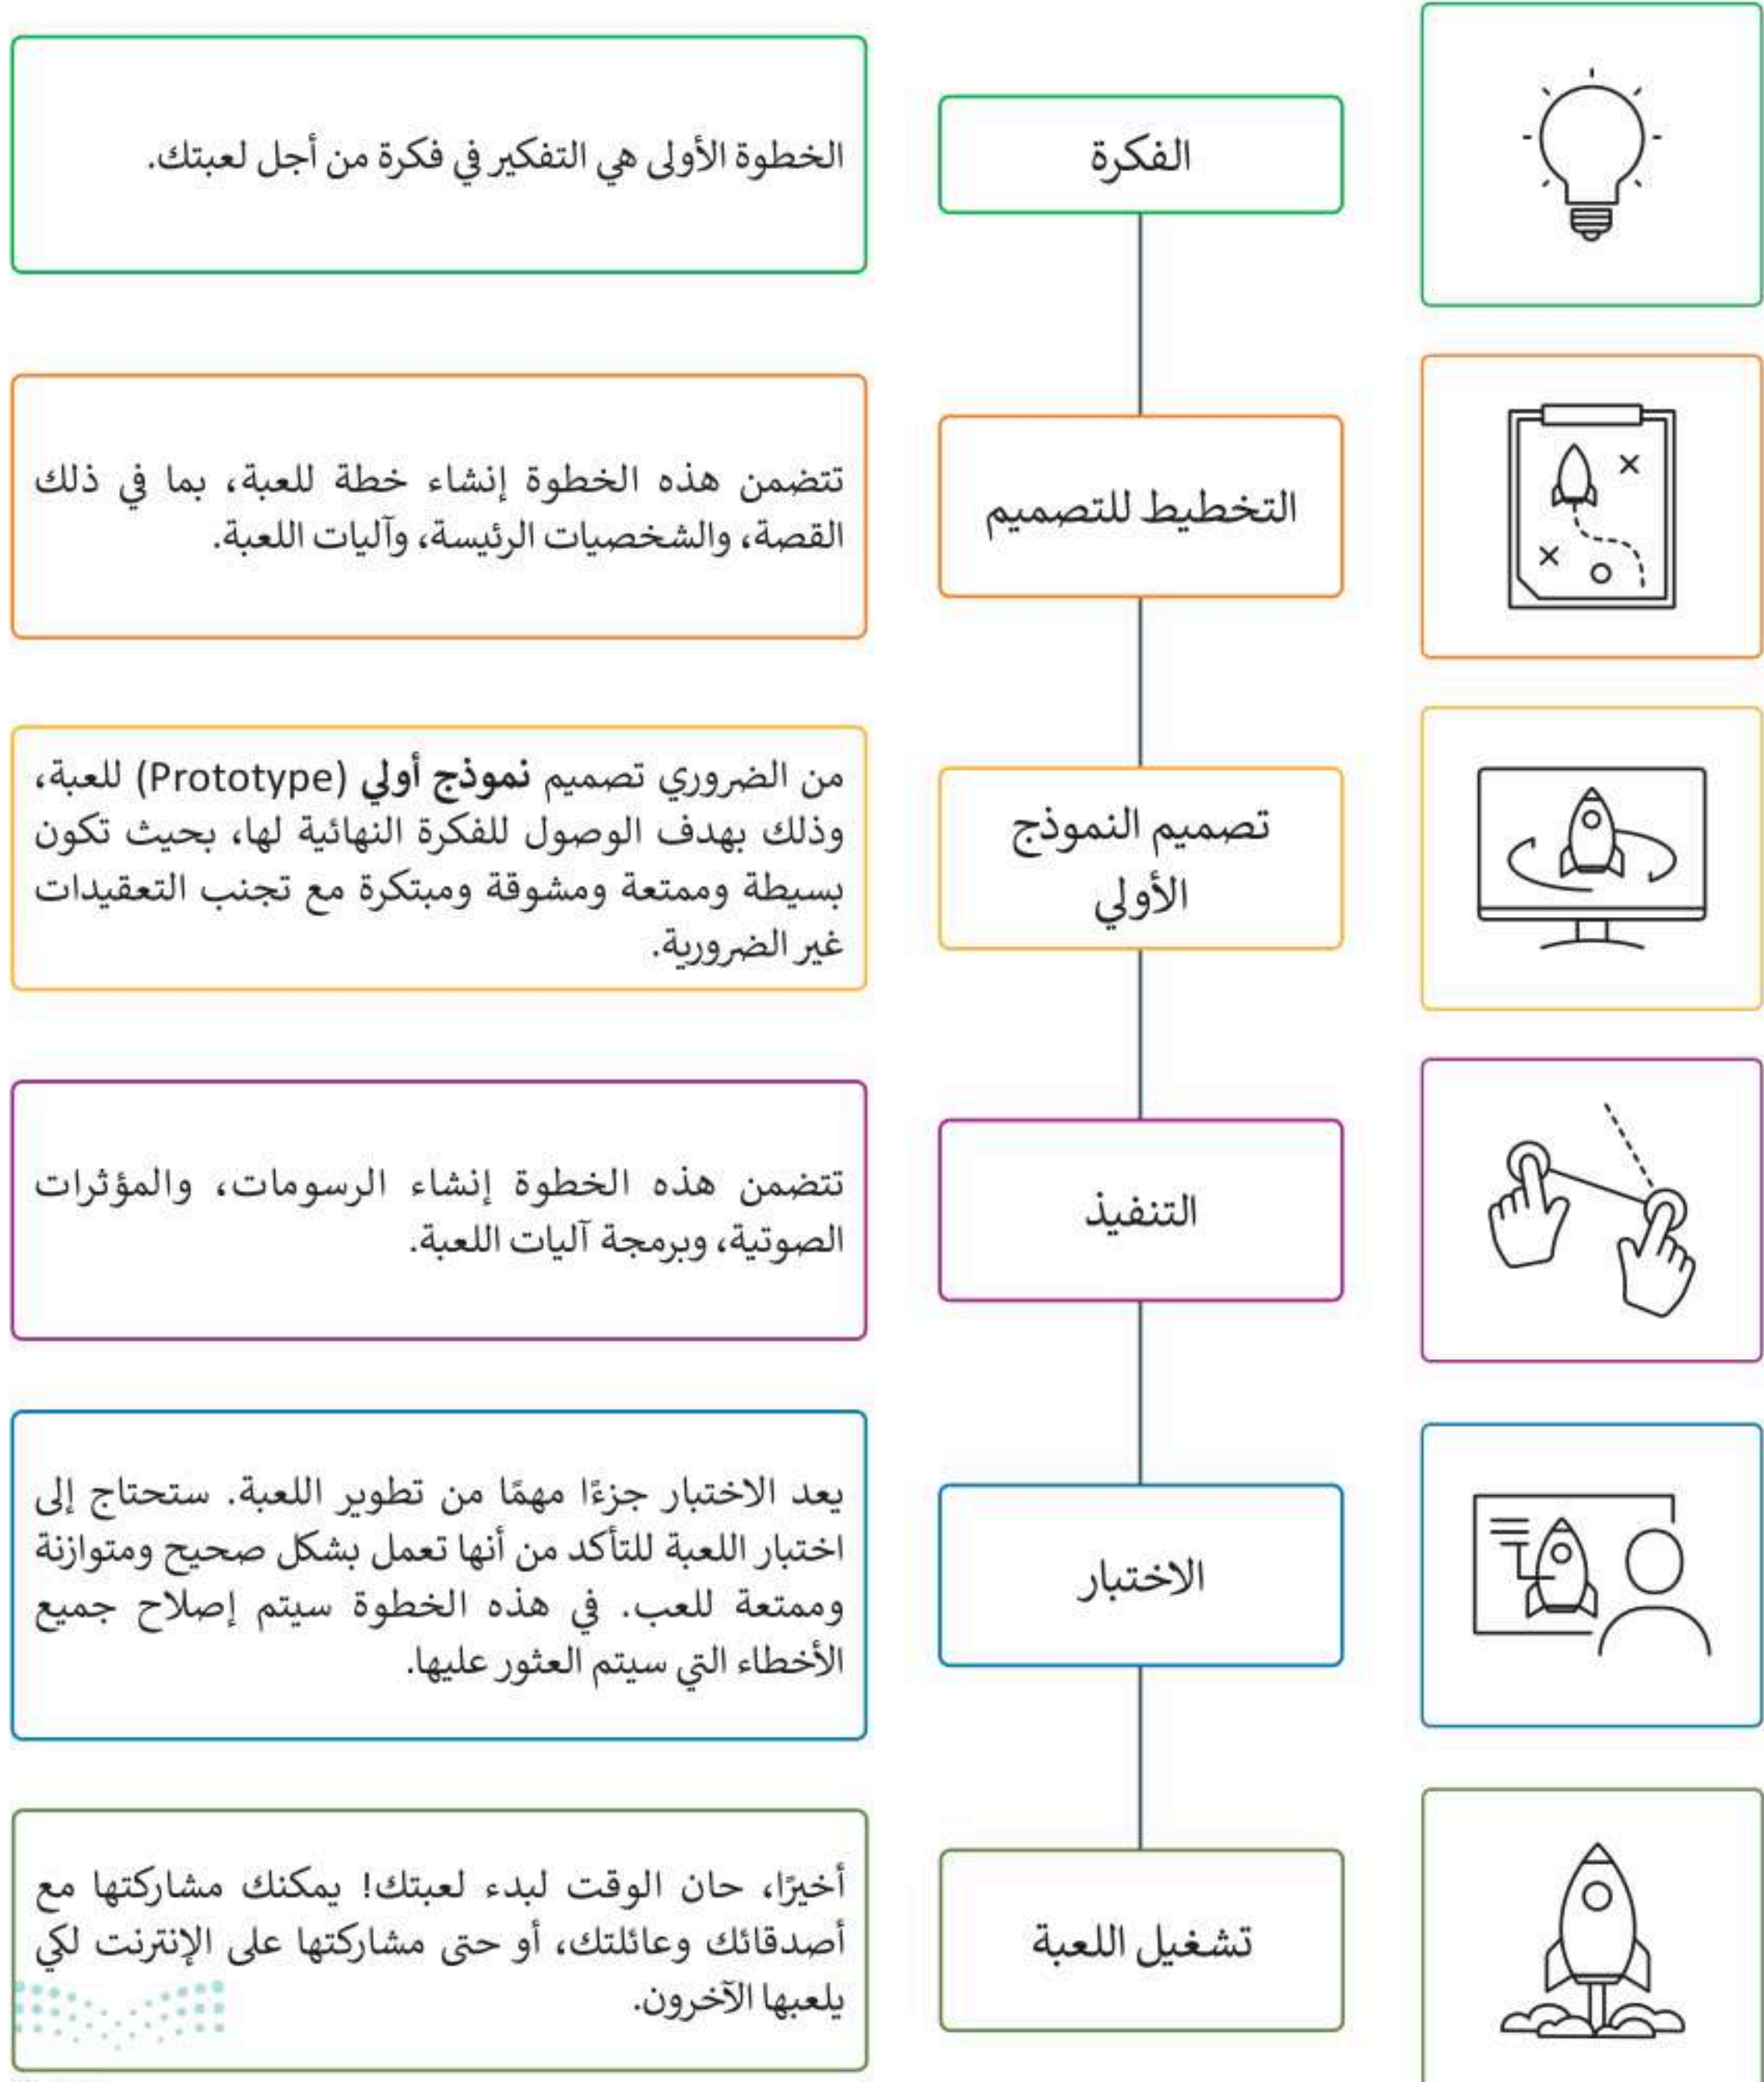 الفكرة
الخطوة الأولى هي التفكير في فكرة من أجل لعبتك.
التخطيط للتصميم
تتضمن هذه الخطوة إنشاء خطة للعبة، بما في ذلك
القصة، والشخصيات الرئيسة، وآليات اللعبة.
تصميم النموذج
الأولي
من الضروري تصميم نموذج أولي (Prototype) للعبة،
وذلك بهدف الوصول للفكرة النهائية لها، بحيث تكون
بسيطة وممتعة ومشوقة ومبتكرة مع تجنب التعقيدات
غير الضرورية.
التنفيذ
تتضمن هذه الخطوة إنشاء الرسومات، والمؤثرات
الصوتية، وبرمجة آليات اللعبة.
الاختبار
يعد الاختبار جزءًا مهمًا من تطوير اللعبة. ستحتاج إلى
اختبار اللعبة للتأكد من أنها تعمل بشكل صحيح ومتوازنة
وممتعة للعب. في هذه الخطوة سيتم إصلاح جميع
الأخطاء التي سيتم العثور عليها.
تشغيل اللعبة
أخيرًا، حان الوقت لبدء لعبتك! يمكنك مشاركتها مع
أصدقائك وعائلتك، أو حتى مشاركتها على الإنترنت لكي
يلعبها الآخرون.